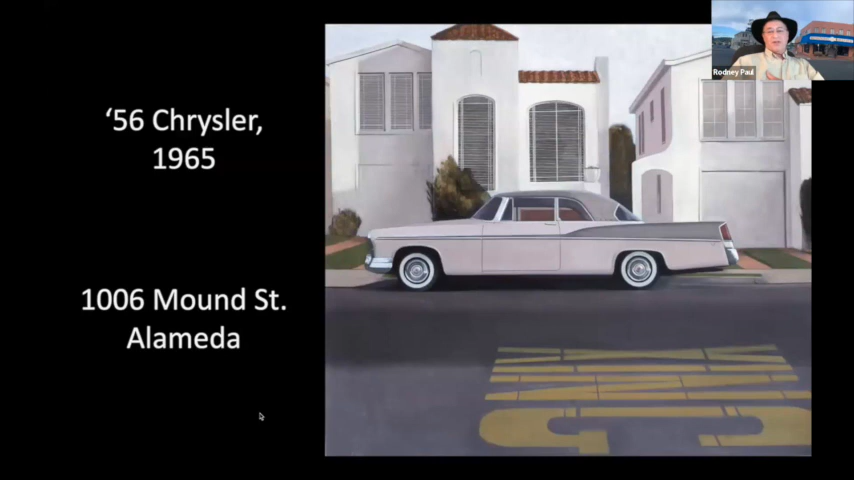 Rodney Paul
'56 Chrysler,
1965
1006 Mound St.
Alameda